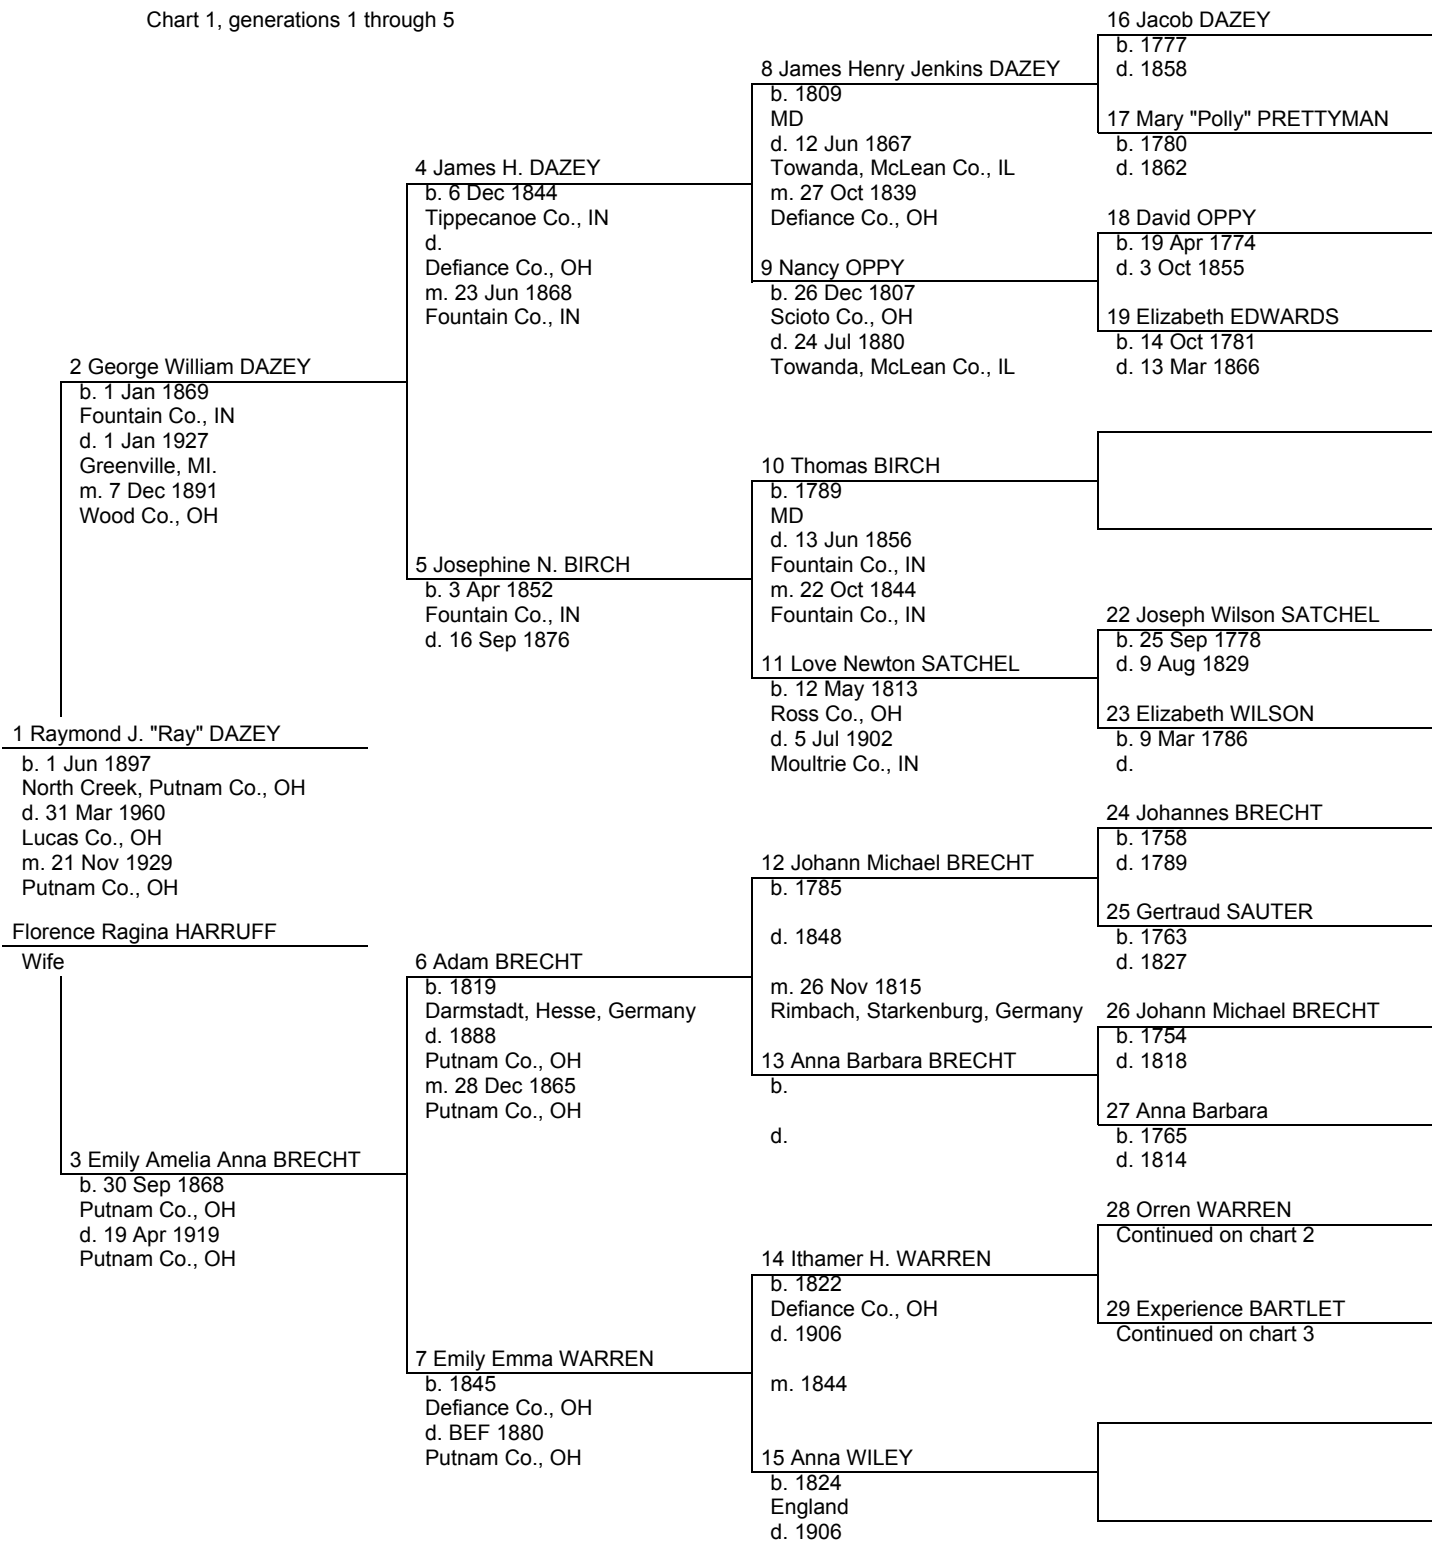 Chart 1, generations 1 through 5
1 Raymond J. "Ray" DAZEY
b. 1 Jun 1897
North Creek, Putnam Co., OH
d. 31 Mar 1960
Lucas Co., OH
m. 21 Nov 1929
Putnam Co., OH
Florence Ragina HARRUFF
Wife
2 George William DAZEY
b. 1 Jan 1869
Fountain Co., IN
d. 1 Jan 1927
Greenville, MI.
m. 7 Dec 1891
Wood Co., OH
3 Emily Amelia Anna BRECHT
b. 30 Sep 1868
Putnam Co., OH
d. 19 Apr 1919
Putnam Co., OH
4 James H. DAZEY
b. 6 Dec 1844
Tippecanoe Co., IN
d.
Defiance Co., OH
m. 23 Jun 1868
Fountain Co., IN
5 Josephine N. BIRCH
b. 3 Apr 1852
Fountain Co., IN
d. 16 Sep 1876
6 Adam BRECHT
b. 1819
Darmstadt, Hesse, Germany
d. 1888
Putnam Co., OH
m. 28 Dec 1865
Putnam Co., OH
7 Emily Emma WARREN
b. 1845
Defiance Co., OH
d. BEF 1880
Putnam Co., OH
8 James Henry Jenkins DAZEY
b. 1809
MD
d. 12 Jun 1867
Towanda, McLean Co., IL
m. 27 Oct 1839
Defiance Co., OH
9 Nancy OPPY
b. 26 Dec 1807
Scioto Co., OH
d. 24 Jul 1880
Towanda, McLean Co., IL
10 Thomas BIRCH
b. 1789
MD
d. 13 Jun 1856
Fountain Co., IN
m. 22 Oct 1844
Fountain Co., IN
11 Love Newton SATCHEL
b. 12 May 1813
Ross Co., OH
d. 5 Jul 1902
Moultrie Co., IN
12 Johann Michael BRECHT
b. 1785
d. 1848
m. 26 Nov 1815
Rimbach, Starkenburg, Germany
13 Anna Barbara BRECHT
b.
d.
14 Ithamer H. WARREN
b. 1822
Defiance Co., OH
d. 1906
m. 1844
15 Anna WILEY
b. 1824
England
d. 1906
16 Jacob DAZEY
b. 1777
d. 1858
17 Mary "Polly" PRETTYMAN
b. 1780
d. 1862
18 David OPPY
b. 19 Apr 1774
d. 3 Oct 1855
19 Elizabeth EDWARDS
b. 14 Oct 1781
d. 13 Mar 1866
22 Joseph Wilson SATCHEL
b. 25 Sep 1778
d. 9 Aug 1829
23 Elizabeth WILSON
b. 9 Mar 1786
d.
24 Johannes BRECHT
b. 1758
d. 1789
25 Gertraud SAUTER
b. 1763
d. 1827
26 Johann Michael BRECHT
b. 1754
d. 1818
27 Anna Barbara
b. 1765
d. 1814
28 Orren WARREN
Continued on chart 2
29 Experience BARTLET
Continued on chart 3